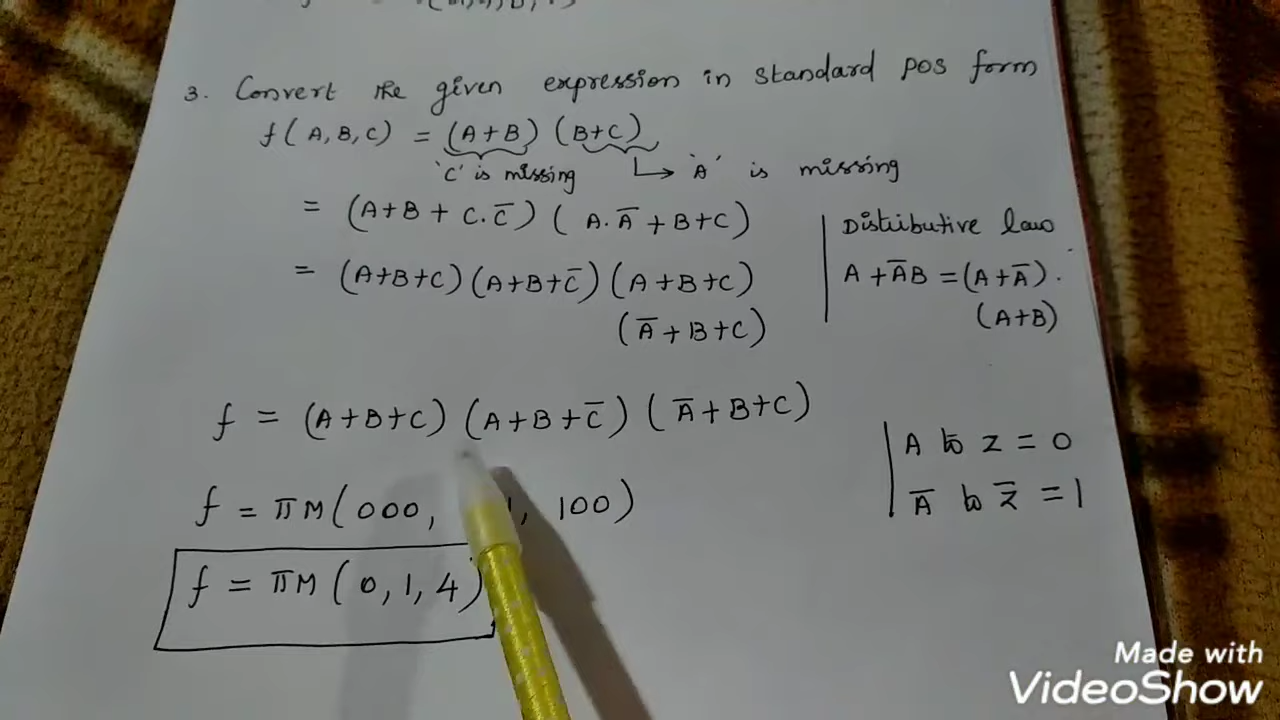 3. Convert the given expression in standard pos form
f(A,B,C) = (A+B) (B+C)
'C' is missing → 'A' is missing
= (A+B + C.C̅) (A.A̅ + B+C)
= (A+B+C) (A+B+C̅) (A+B+C)
(A̅+B+C)
Distributive law
A + A̅B = (A+A̅).
(A+B)
f = (A+B+C) (A+B+C̅) (A̅+B+C)
f = πM(000, 1, 100)
f = πM (0,1,4)
A to z = 0
A̅ to z̅ = 1
Made with
VideoShow